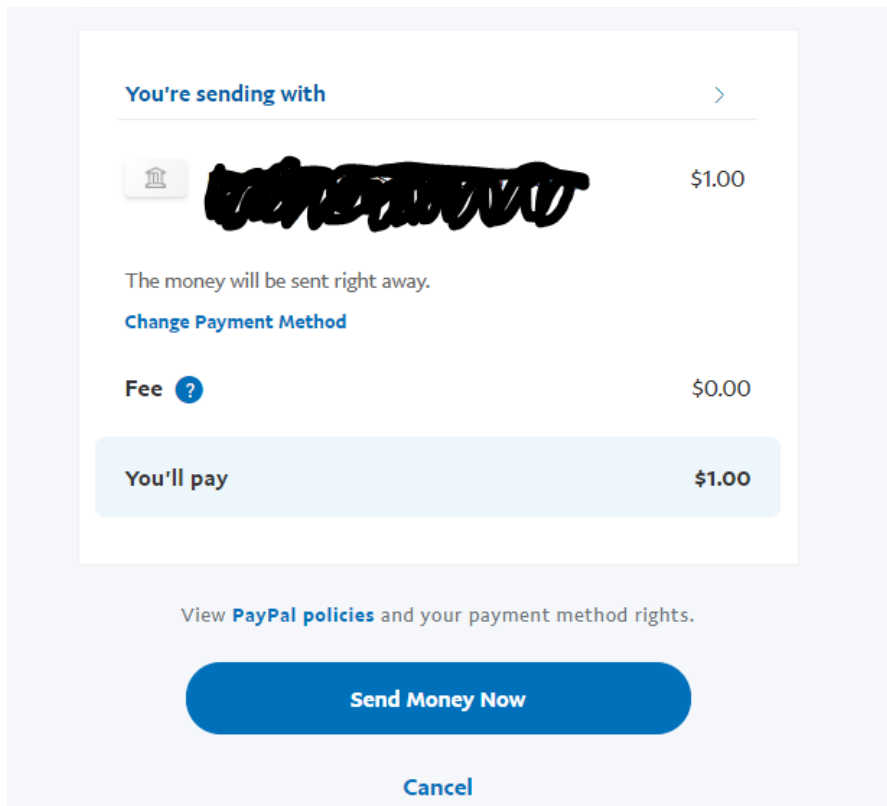 You're sending with
$1.00
The money will be sent right away.
Change Payment Method
Fee ? $0.00
You'll pay $1.00
View PayPal policies and your payment method rights.
Send Money Now
Cancel